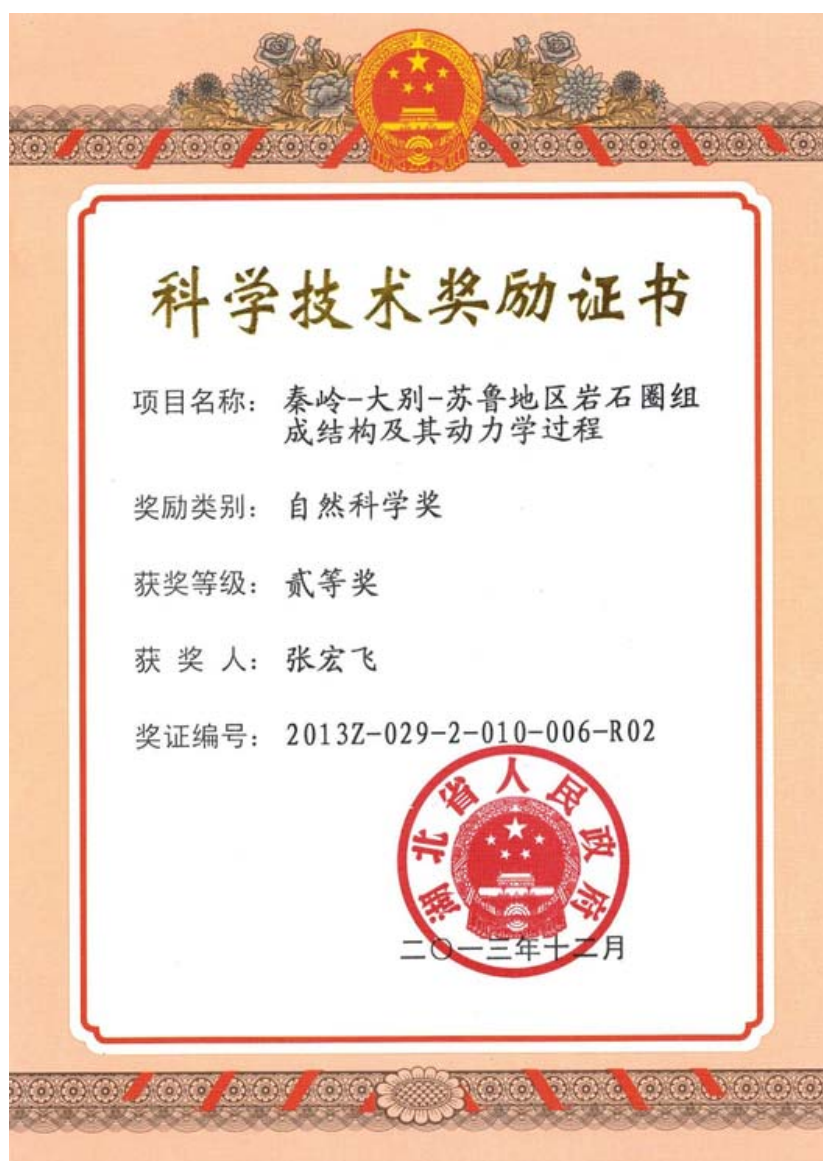 科学技术奖励证书
项目名称: 秦岭-大别-苏鲁地区岩石圈组
成结构及其动力学过程
奖励类别: 自然科学奖
获奖等级: 贰等奖
获 奖 人: 张宏飞
奖证编号: 2013Z-029-2-010-006-R02
湖北省人民政府
二〇一三年十二月